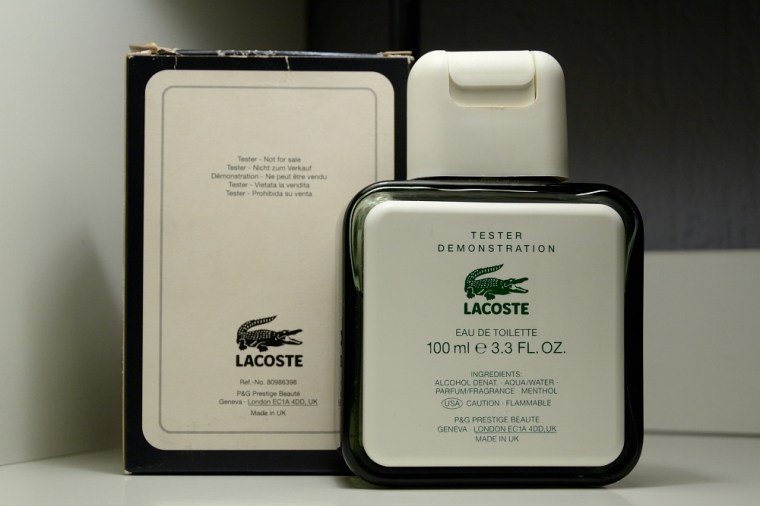 Tester - Not for sale
Tester - Nicht zum Verkauf
Démonstration - Ne peut être vendu
Tester - Vietata la vendita
Tester - Prohibida su venta
LACOSTE
Ref.-No. 80986398
P&G Prestige Beauté
Geneva · London EC1A 4DD, UK
Made in UK
TESTER
DEMONSTRATION
LACOSTE
EAU DE TOILETTE
100 ml ℮ 3.3 FL. OZ.
INGREDIENTS:
ALCOHOL DENAT. · AQUA/WATER ·
PARFUM/FRAGRANCE · MENTHOL
USA CAUTION · FLAMMABLE
P&G PRESTIGE BEAUTE
GENEVA · LONDON EC1A 4DD,UK
MADE IN UK